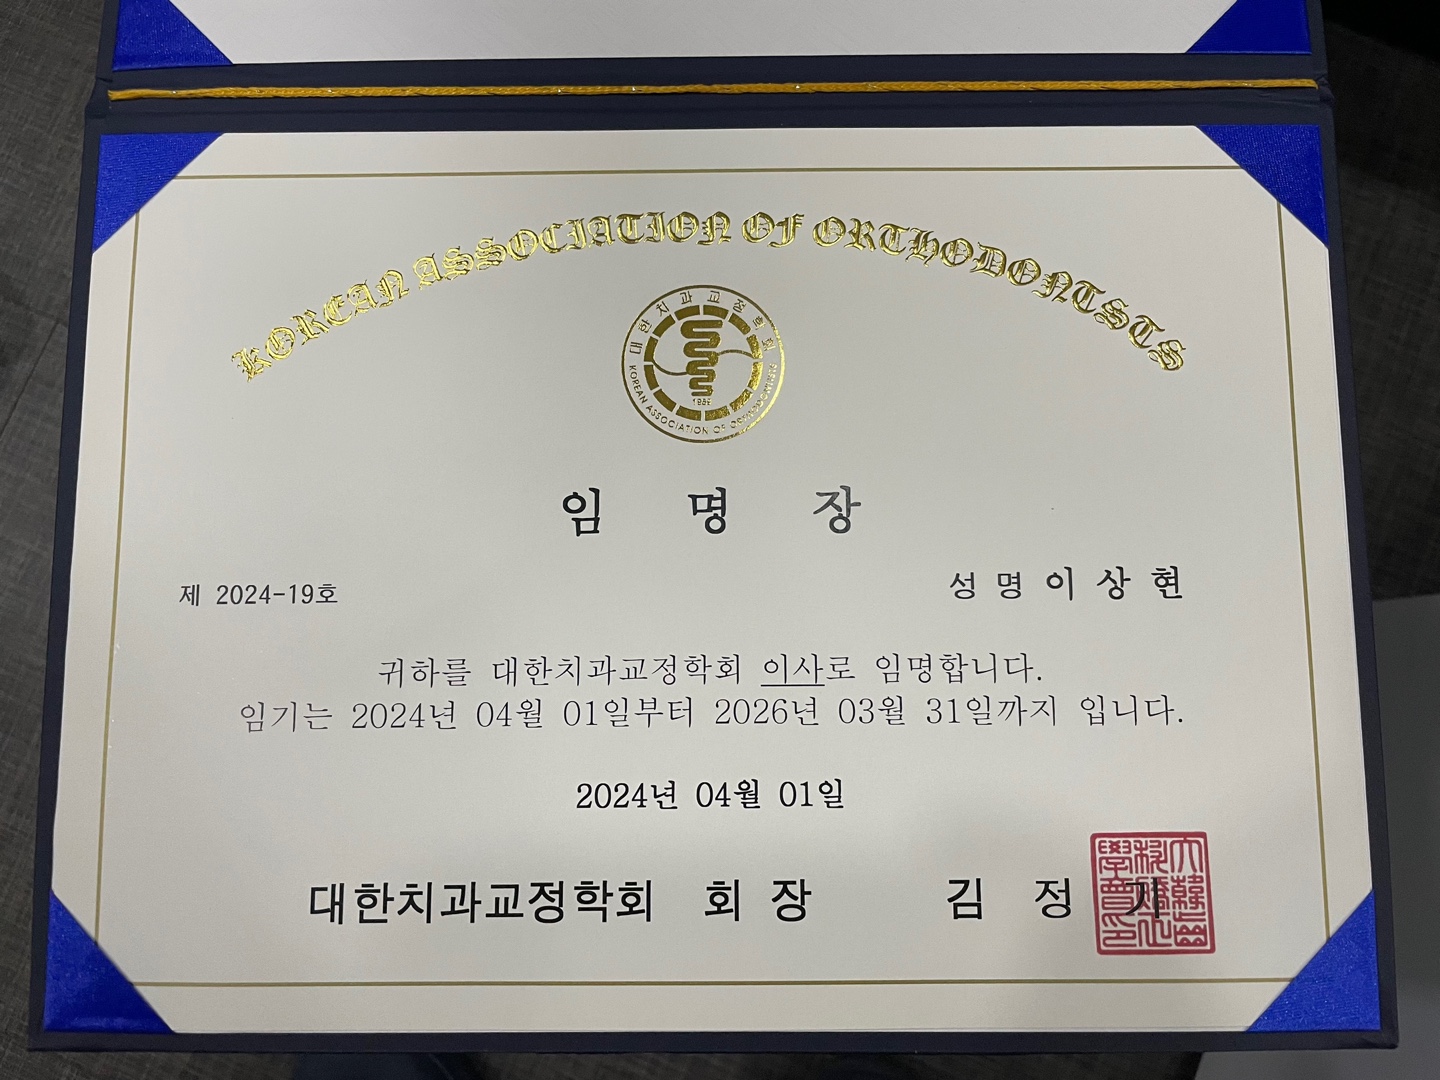 KOREAN ASSOCIATION OF ORTHODONTSTS
대한치과교정학회
KOREAN ASSOCIATION OF ORTHODONTISTS
임 명 장
제 2024-19호
성 명 이 상 현
귀하를 대한치과교정학회 이사로 임명합니다.
임기는 2024년 04월 01일부터 2026년 03월 31일까지 입니다.
2024년 04월 01일
대한치과교정학회 회 장 김 정 기